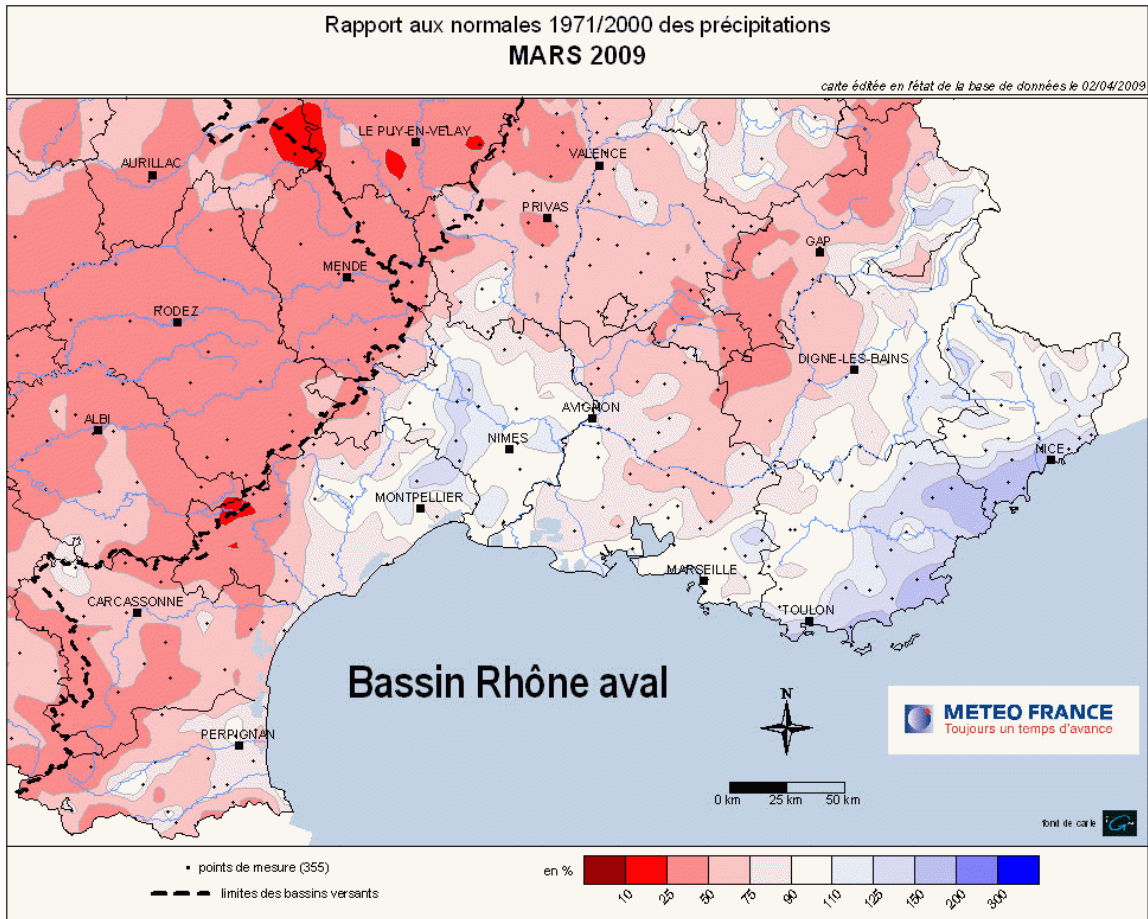 Rapport aux normales 1971/2000 des précipitations
MARS 2009
carte éditée en l'état de la base de données le 02/04/2009
LE PUY-EN-VELAY
AURILLAC
VALENCE
PRIVAS
GAP
MENDE
RODEZ
DIGNE-LES-BAINS
ALBI
AVIGNON
NIMES
NICE
MONTPELLIER
MARSEILLE
CARCASSONNE
TOULON
Bassin Rhône aval
N
METEO FRANCE
Toujours un temps d'avance
PERPIGNAN
0 km 25 km 50 km
fond de carte iGN
points de mesure (355)
limites des bassins versants
en %
10 25 50 75 90 110 125 150 200 300